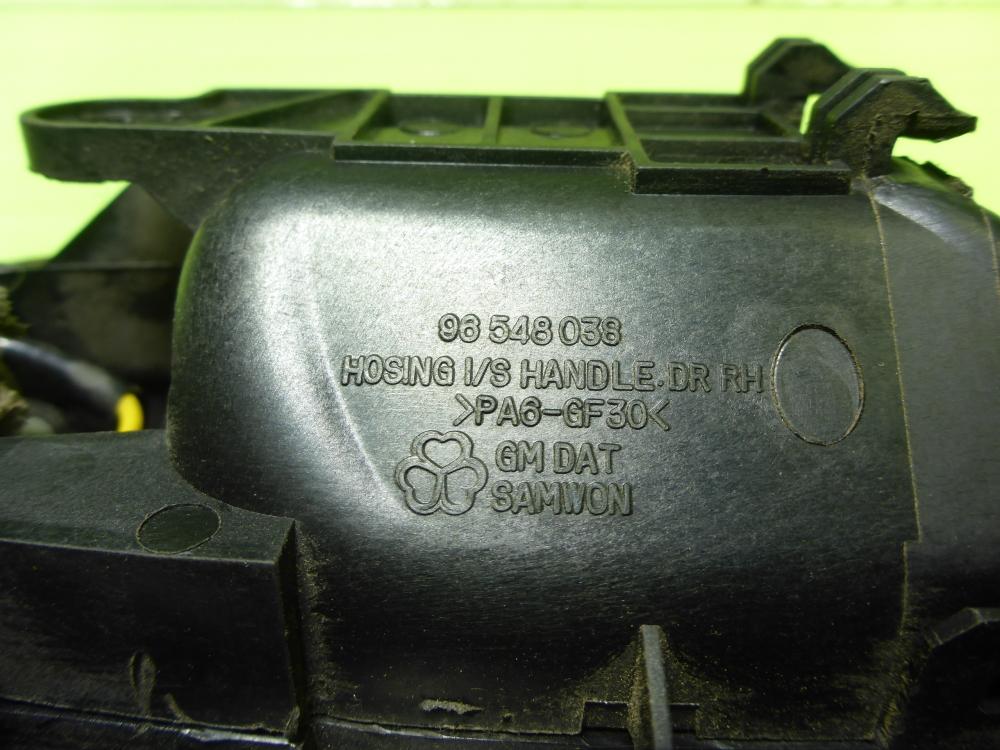 96 548 038
HOSING I/S HANDLE.DR RH
>PA6-GF30<
GM DAT
SAMWON